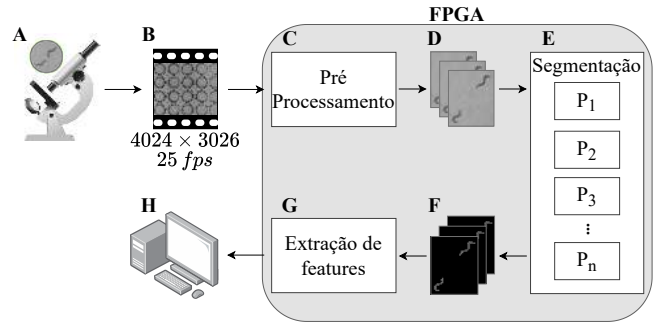 FPGA
A
B
C
D
E
Pré
Processamento
Segmentação
P1
P2
P3
⋮
Pn
4024 × 3026
25 fps
H
G
F
Extração de
features